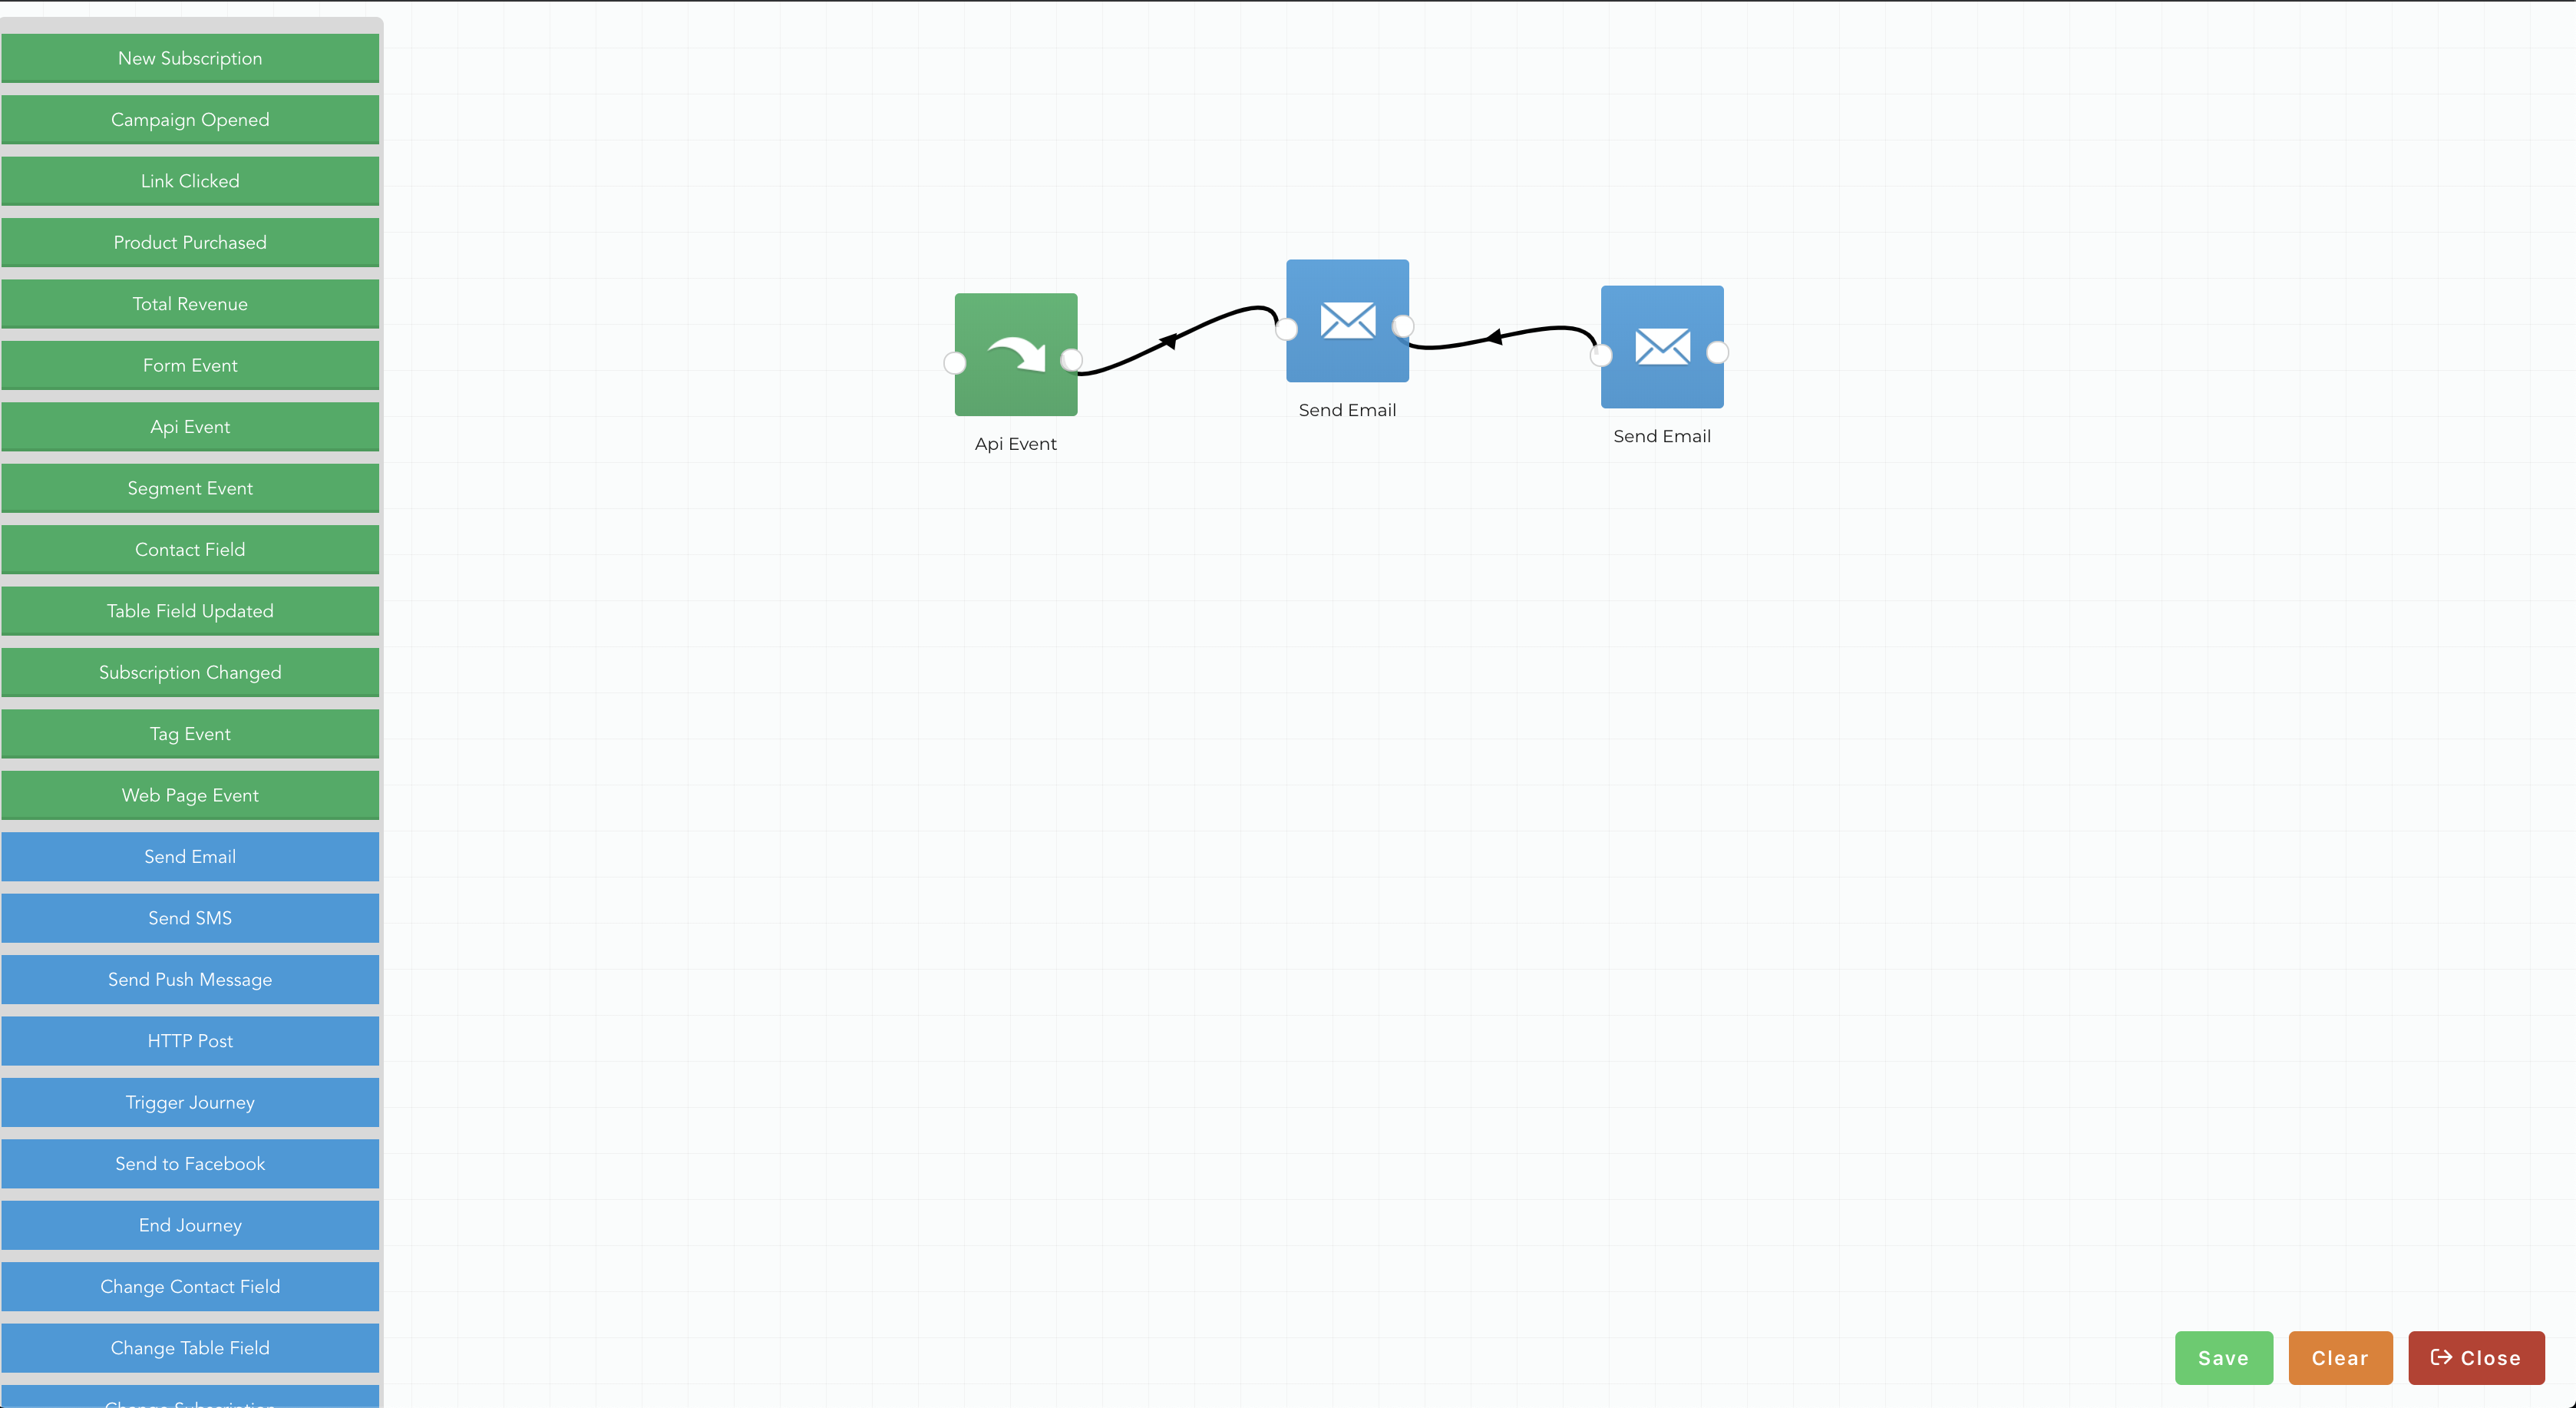 New Subscription
Campaign Opened
Link Clicked
Product Purchased
Total Revenue
Form Event
Api Event
Segment Event
Contact Field
Table Field Updated
Subscription Changed
Tag Event
Web Page Event
Send Email
Send SMS
Send Push Message
HTTP Post
Trigger Journey
Send to Facebook
End Journey
Change Contact Field
Change Table Field
Change Subscription
Api Event
Send Email
Send Email
Save
Clear
Close